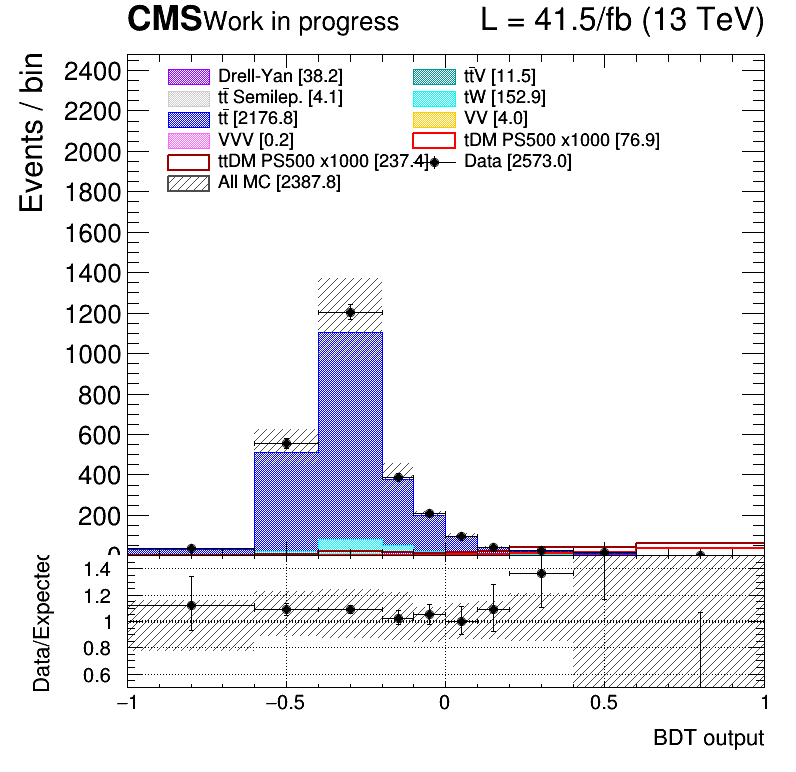 CMS Work in progress L = 41.5/fb (13 TeV)
Events / bin
2400
2200
2000
1800
1600
1400
1200
1000
800
600
400
200
0
Drell-Yan [38.2]
tt̄V [11.5]
tt̄ Semilep. [4.1]
tW [152.9]
tt̄ [2176.8]
VV [4.0]
VVV [0.2]
tDM PS500 x1000 [76.9]
ttDM PS500 x1000 [237.4]
Data [2573.0]
All MC [2387.8]
Data/Expected
1.4
1.2
1
0.8
0.6
−1 −0.5 0 0.5 1
BDT output